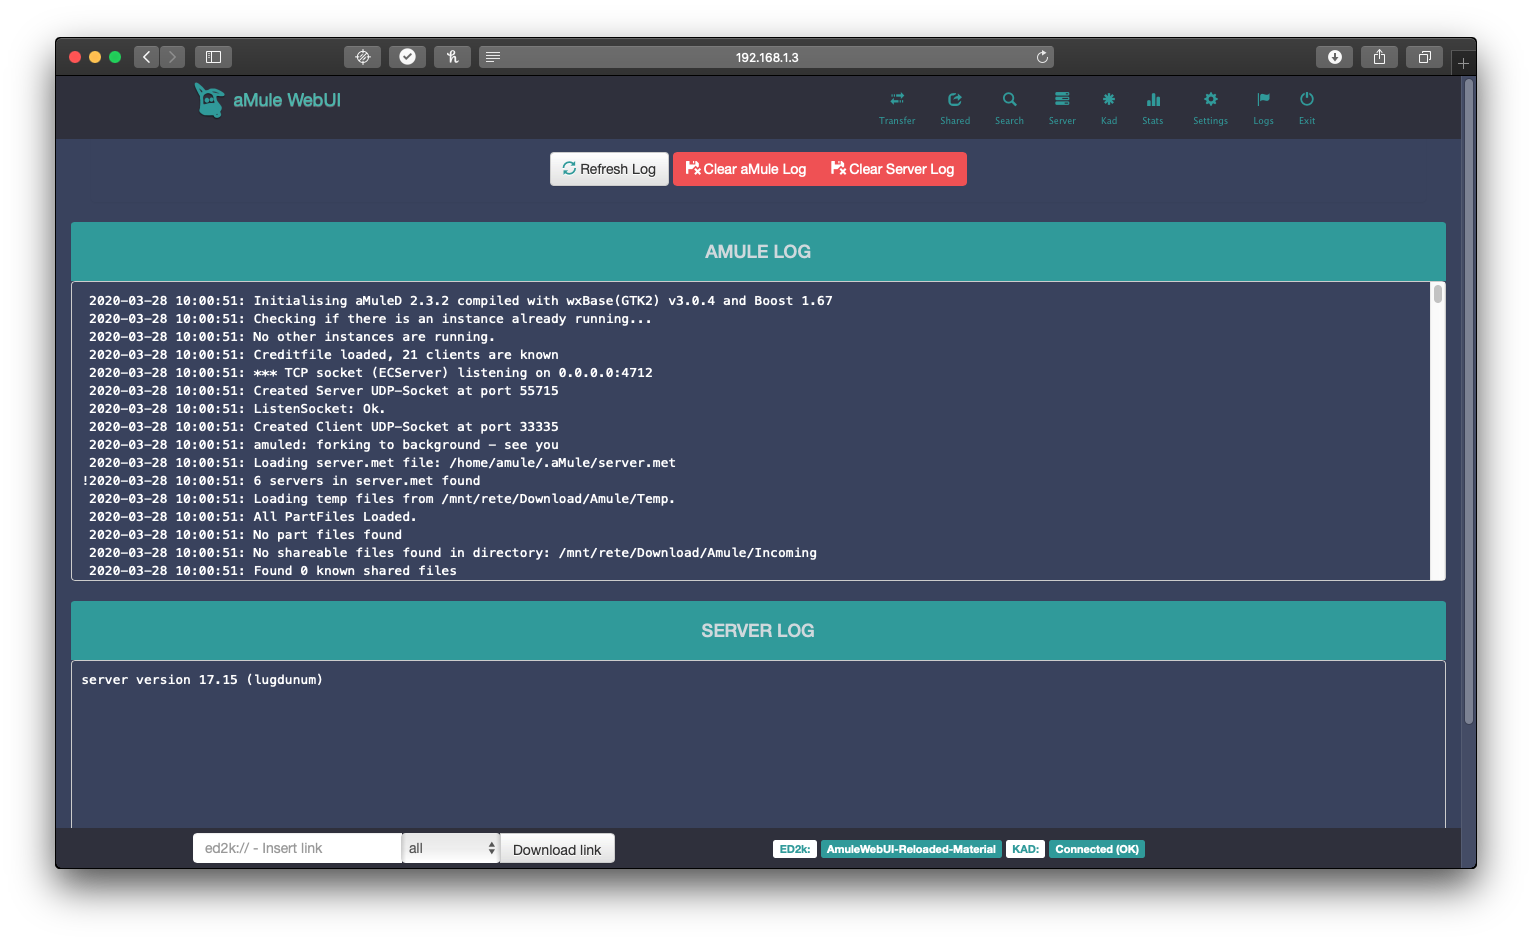 192.168.1.3
aMule WebUI
Transfer Shared Search Server Kad Stats Settings Logs Exit
Refresh Log Clear aMule Log Clear Server Log
AMULE LOG
2020-03-28 10:00:51: Initialising aMuleD 2.3.2 compiled with wxBase(GTK2) v3.0.4 and Boost 1.67
2020-03-28 10:00:51: Checking if there is an instance already running...
2020-03-28 10:00:51: No other instances are running.
2020-03-28 10:00:51: Creditfile loaded, 21 clients are known
2020-03-28 10:00:51: *** TCP socket (ECServer) listening on 0.0.0.0:4712
2020-03-28 10:00:51: Created Server UDP-Socket at port 55715
2020-03-28 10:00:51: ListenSocket: Ok.
2020-03-28 10:00:51: Created Client UDP-Socket at port 33335
2020-03-28 10:00:51: amuled: forking to background - see you
2020-03-28 10:00:51: Loading server.met file: /home/amule/.aMule/server.met
!2020-03-28 10:00:51: 6 servers in server.met found
2020-03-28 10:00:51: Loading temp files from /mnt/rete/Download/Amule/Temp.
2020-03-28 10:00:51: All PartFiles Loaded.
2020-03-28 10:00:51: No part files found
2020-03-28 10:00:51: No shareable files found in directory: /mnt/rete/Download/Amule/Incoming
2020-03-28 10:00:51: Found 0 known shared files
SERVER LOG
server version 17.15 (lugdunum)
ed2k:// - Insert link all Download link ED2k: AmuleWebUI-Reloaded-Material KAD: Connected (OK)